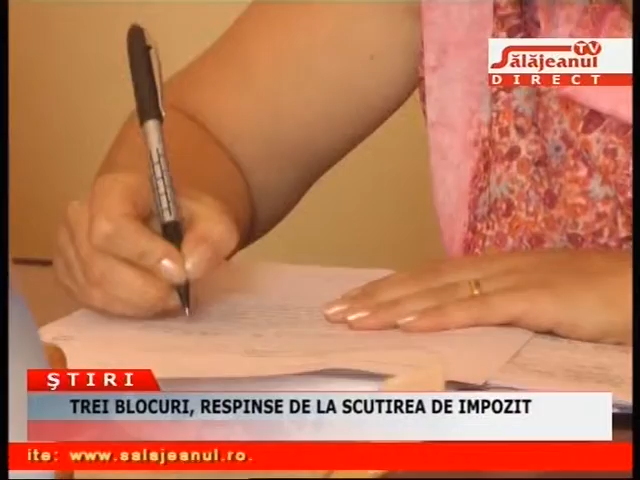 Sălăjeanul TV
DIRECT
ŞTIRI
TREI BLOCURI, RESPINSE DE LA SCUTIREA DE IMPOZIT
ite: www.salajeanul.ro.